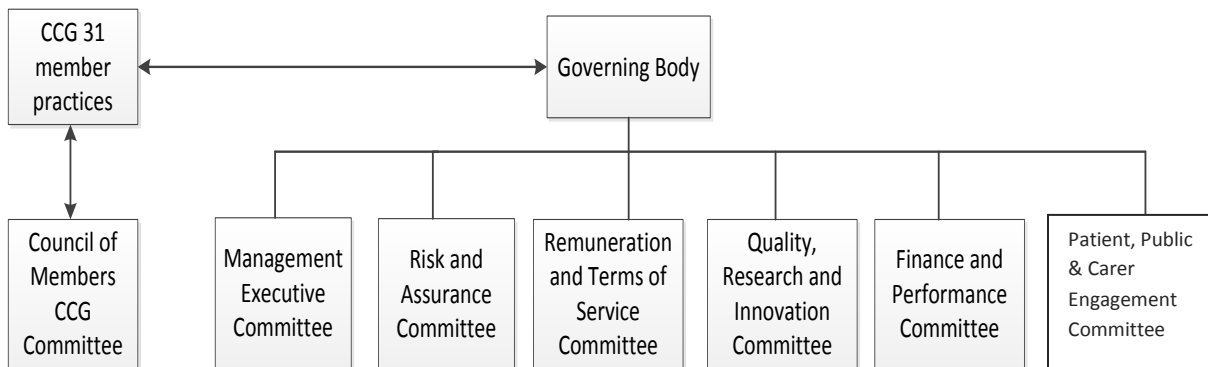 CCG 31
member
practices
Governing Body
Council of
Members
CCG
Committee
Management
Executive
Committee
Risk and
Assurance
Committee
Remuneration
and Terms of
Service
Committee
Quality,
Research and
Innovation
Committee
Finance and
Performance
Committee
Patient, Public
& Carer
Engagement
Committee